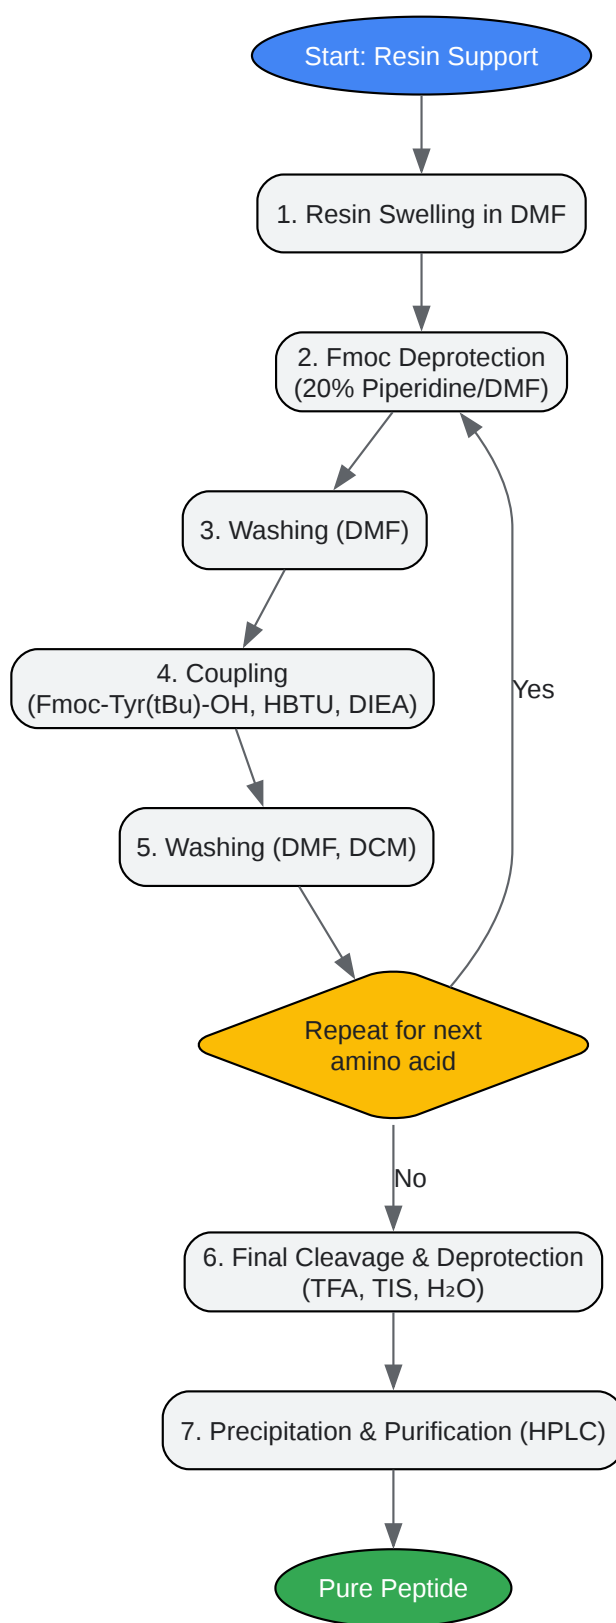 Start: Resin Support
1. Resin Swelling in DMF
2. Fmoc Deprotection
(20% Piperidine/DMF)
3. Washing (DMF)
4. Coupling
(Fmoc-Tyr(tBu)-OH, HBTU, DIEA)
Yes
5. Washing (DMF, DCM)
Repeat for next
amino acid
No
6. Final Cleavage & Deprotection
(TFA, TIS, H₂O)
7. Precipitation & Purification (HPLC)
Pure Peptide